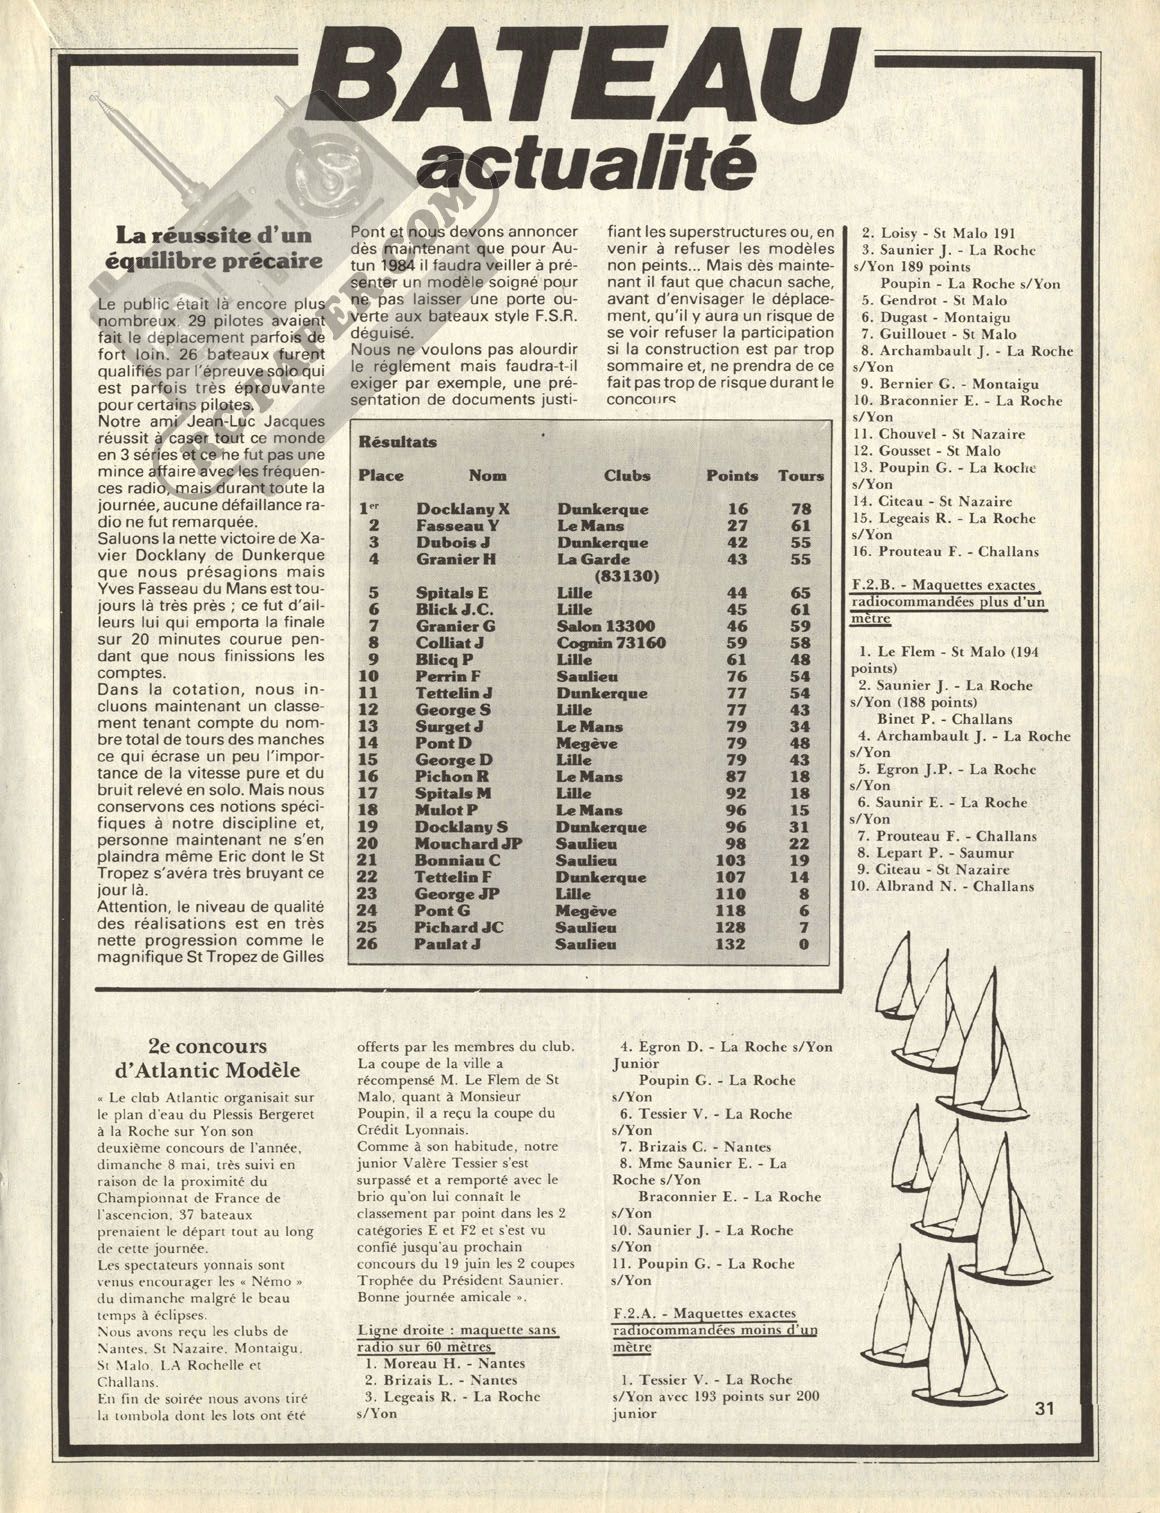 BATEAU
actualité
La réussite d'un
équilibre précaire
Le public était là encore plus
nombreux. 29 pilotes avaient
fait le déplacement parfois de
fort loin. 26 bateaux furent
qualifiés par l'épreuve solo qui
est parfois très éprouvante
pour certains pilotes.
Notre ami Jean-Luc Jacques
réussit à caser tout ce monde
en 3 séries et ce ne fut pas une
mince affaire avec les fréquen-
ces radio, mais durant toute la
journée, aucune défaillance ra-
dio ne fut remarquée.
Saluons la nette victoire de Xa-
vier Docklany de Dunkerque
que nous présagions mais
Yves Fasseau du Mans est tou-
jours là très près ; ce fut d'ail-
leurs lui qui emporta la finale
sur 20 minutes courue pen-
dant que nous finissions les
comptes.
Dans la cotation, nous in-
cluons maintenant un classe-
ment tenant compte du nom-
bre total de tours des manches
ce qui écrase un peu l'impor-
tance de la vitesse pure et du
bruit relevé en solo. Mais nous
conservons ces notions spéci-
fiques à notre discipline et,
personne maintenant ne s'en
plaindra même Eric dont le St
Tropez s'avéra très bruyant ce
jour là.
Attention, le niveau de qualité
des réalisations est en très
nette progression comme le
magnifique St Tropez de Gilles
Pont et nous devons annoncer
dès maintenant que pour Au-
tun 1984 il faudra veiller à pré-
senter un modèle soigné pour
ne pas laisser une porte ou-
verte aux bateaux style F.S.R.
déguisé.
Nous ne voulons pas alourdir
le réglement mais faudra-t-il
exiger par exemple, une pré-
sentation de documents justi-
fiant les superstructures ou, en
venir à refuser les modèles
non peints... Mais dès mainte-
nant il faut que chacun sache,
avant d'envisager le déplace-
ment, qu'il y aura un risque de
se voir refuser la participation
si la construction est par trop
sommaire et, ne prendra de ce
fait pas trop de risque durant le
concours
RC-PAPER.COM
Résultats
Place Nom Clubs Points Tours
1er Docklany X Dunkerque 16 78
2 Fasseau Y Le Mans 27 61
3 Dubois J Dunkerque 42 55
4 Granier H La Garde 43 55
(83130)
5 Spitals E Lille 44 65
6 Blick J.C. Lille 45 61
7 Granier G Salon 13300 46 59
8 Colliat J Cognin 73160 59 58
9 Blicq P Lille 61 48
10 Perrin F Saulieu 76 54
11 Tettelin J Dunkerque 77 54
12 George S Lille 77 43
13 Surget J Le Mans 79 34
14 Pont D Megève 79 48
15 George D Lille 79 43
16 Pichon R Le Mans 87 18
17 Spitals M Lille 92 18
18 Mulot P Le Mans 96 15
19 Docklany S Dunkerque 96 31
20 Mouchard JP Saulieu 98 22
21 Bonniau C Saulieu 103 19
22 Tettelin F Dunkerque 107 14
23 George JP Lille 110 8
24 Pont G Megève 118 6
25 Pichard JC Saulieu 128 7
26 Paulat J Saulieu 132 0
2e concours
d'Atlantic Modèle
« Le club Atlantic organisait sur
le plan d'eau du Plessis Bergeret
à la Roche sur Yon son
deuxième concours de l'année,
dimanche 8 mai, très suivi en
raison de la proximité du
Championnat de France de
l'ascencion, 37 bateaux
prenaient le départ tout au long
de cette journée.
Les spectateurs yonnais sont
venus encourager les « Némo »
du dimanche malgré le beau
temps à éclipses.
Nous avons reçu les clubs de
Nantes, St Nazaire, Montaigu,
St Malo, LA Rochelle et
Challans.
En fin de soirée nous avons tiré
la tombola dont les lots ont été
offerts par les membres du club.
La coupe de la ville a
récompensé M. Le Flem de St
Malo, quant à Monsieur
Poupin, il a reçu la coupe du
Crédit Lyonnais.
Comme à son habitude, notre
junior Valère Tessier s'est
surpassé et a remporté avec le
brio qu'on lui connaît le
classement par point dans les 2
catégories E et F2 et s'est vu
confié jusqu'au prochain
concours du 19 juin les 2 coupes
Trophée du Président Saunier.
Bonne journée amicale ».
Ligne droite : maquette sans
radio sur 60 mètres
1. Moreau H. - Nantes
2. Brizais L. - Nantes
3. Legeais R. - La Roche
s/Yon
4. Egron D. - La Roche s/Yon
Junior
Poupin G. - La Roche
s/Yon
6. Tessier V. - La Roche
s/Yon
7. Brizais C. - Nantes
8. Mme Saunier E. - La
Roche s/Yon
Braconnier E. - La Roche
s/Yon
10. Saunier J. - La Roche
s/Yon
11. Poupin G. - La Roche
s/Yon
F.2.A. - Maquettes exactes
radiocommandées moins d'un
mètre
1. Tessier V. - La Roche
s/Yon avec 193 points sur 200
junior
2. Loisy - St Malo 191
3. Saunier J. - La Roche
s/Yon 189 points
Poupin - La Roche s/Yon
5. Gendrot - St Malo
6. Dugast - Montaigu
7. Guillouet - St Malo
8. Archambault J. - La Roche
s/Yon
9. Bernier G. - Montaigu
10. Braconnier E. - La Roche
s/Yon
11. Chouvel - St Nazaire
12. Gousset - St Malo
13. Poupin G. - La Roche
s/Yon
14. Citeau - St Nazaire
15. Legeais R. - La Roche
s/Yon
16. Prouteau F. - Challans
F.2.B. - Maquettes exactes
radiocommandées plus d'un
mètre
1. Le Flem - St Malo (194
points)
2. Saunier J. - La Roche
s/Yon (188 points)
Binet P. - Challans
4. Archambault J. - La Roche
s/Yon
5. Egron J.P. - La Roche
s/Yon
6. Saunir E. - La Roche
s/Yon
7. Prouteau F. - Challans
8. Lepart P. - Saumur
9. Citeau - St Nazaire
10. Albrand N. - Challans
31